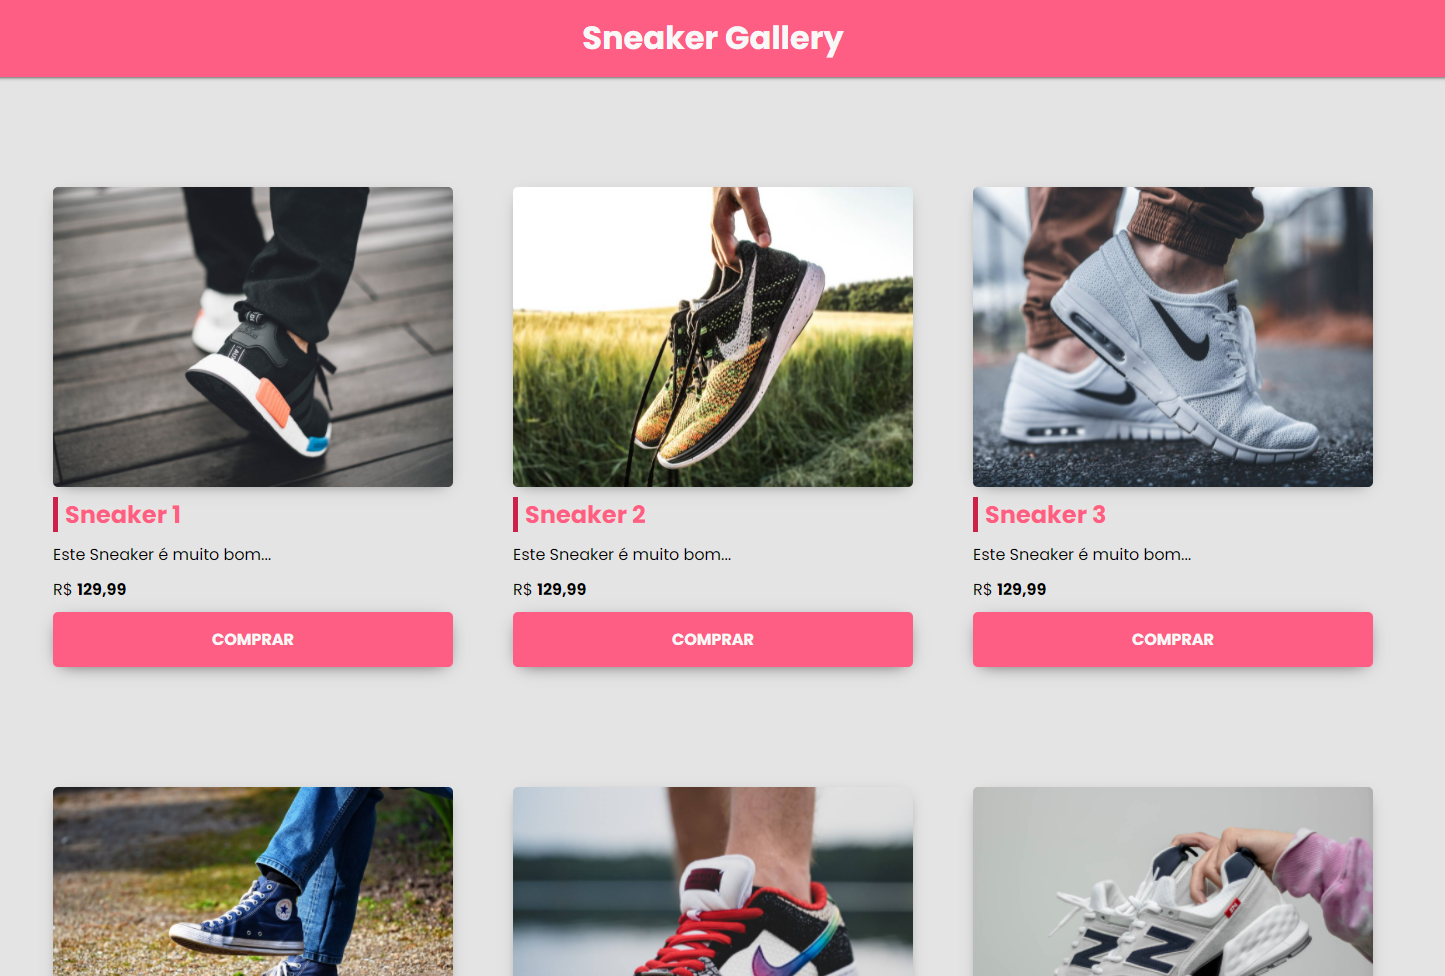 Sneaker Gallery
Sneaker 1
Sneaker 2
Sneaker 3
Este Sneaker é muito bom...
Este Sneaker é muito bom...
Este Sneaker é muito bom...
R$ 129,99
R$ 129,99
R$ 129,99
COMPRAR
COMPRAR
COMPRAR